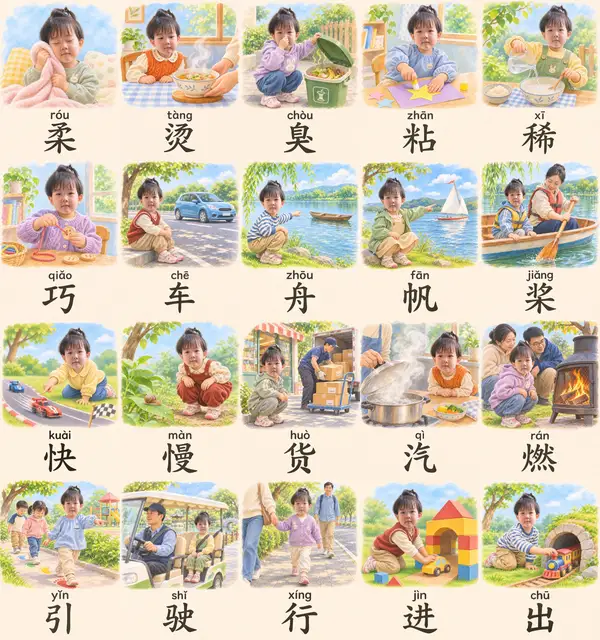 róu tàng chòu zhān xī
柔 烫 臭 粘 稀
qiǎo chē zhōu fān jiǎng
巧 车 舟 帆 桨
kuài màn huò qì rán
快 慢 货 汽 燃
yǐn shǐ xíng jìn chū
引 驶 行 进 出